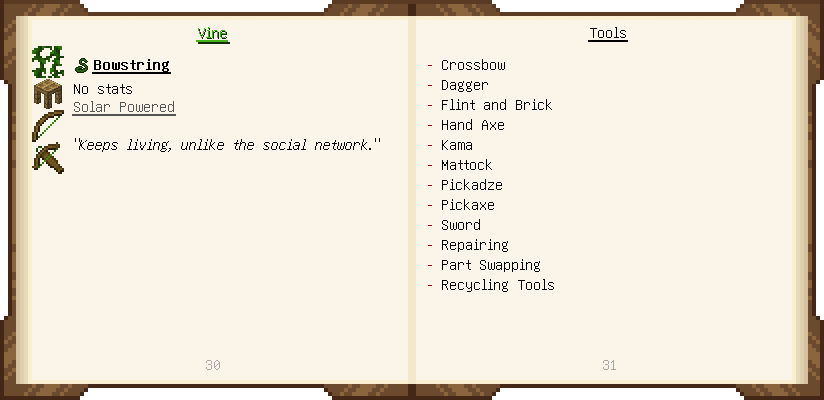 Vine
Bowstring
No stats
Solar Powered
"Keeps living, unlike the social network."
30
Tools
- Crossbow
- Dagger
- Flint and Brick
- Hand Axe
- Kama
- Mattock
- Pickadze
- Pickaxe
- Sword
- Repairing
- Part Swapping
- Recycling Tools
31